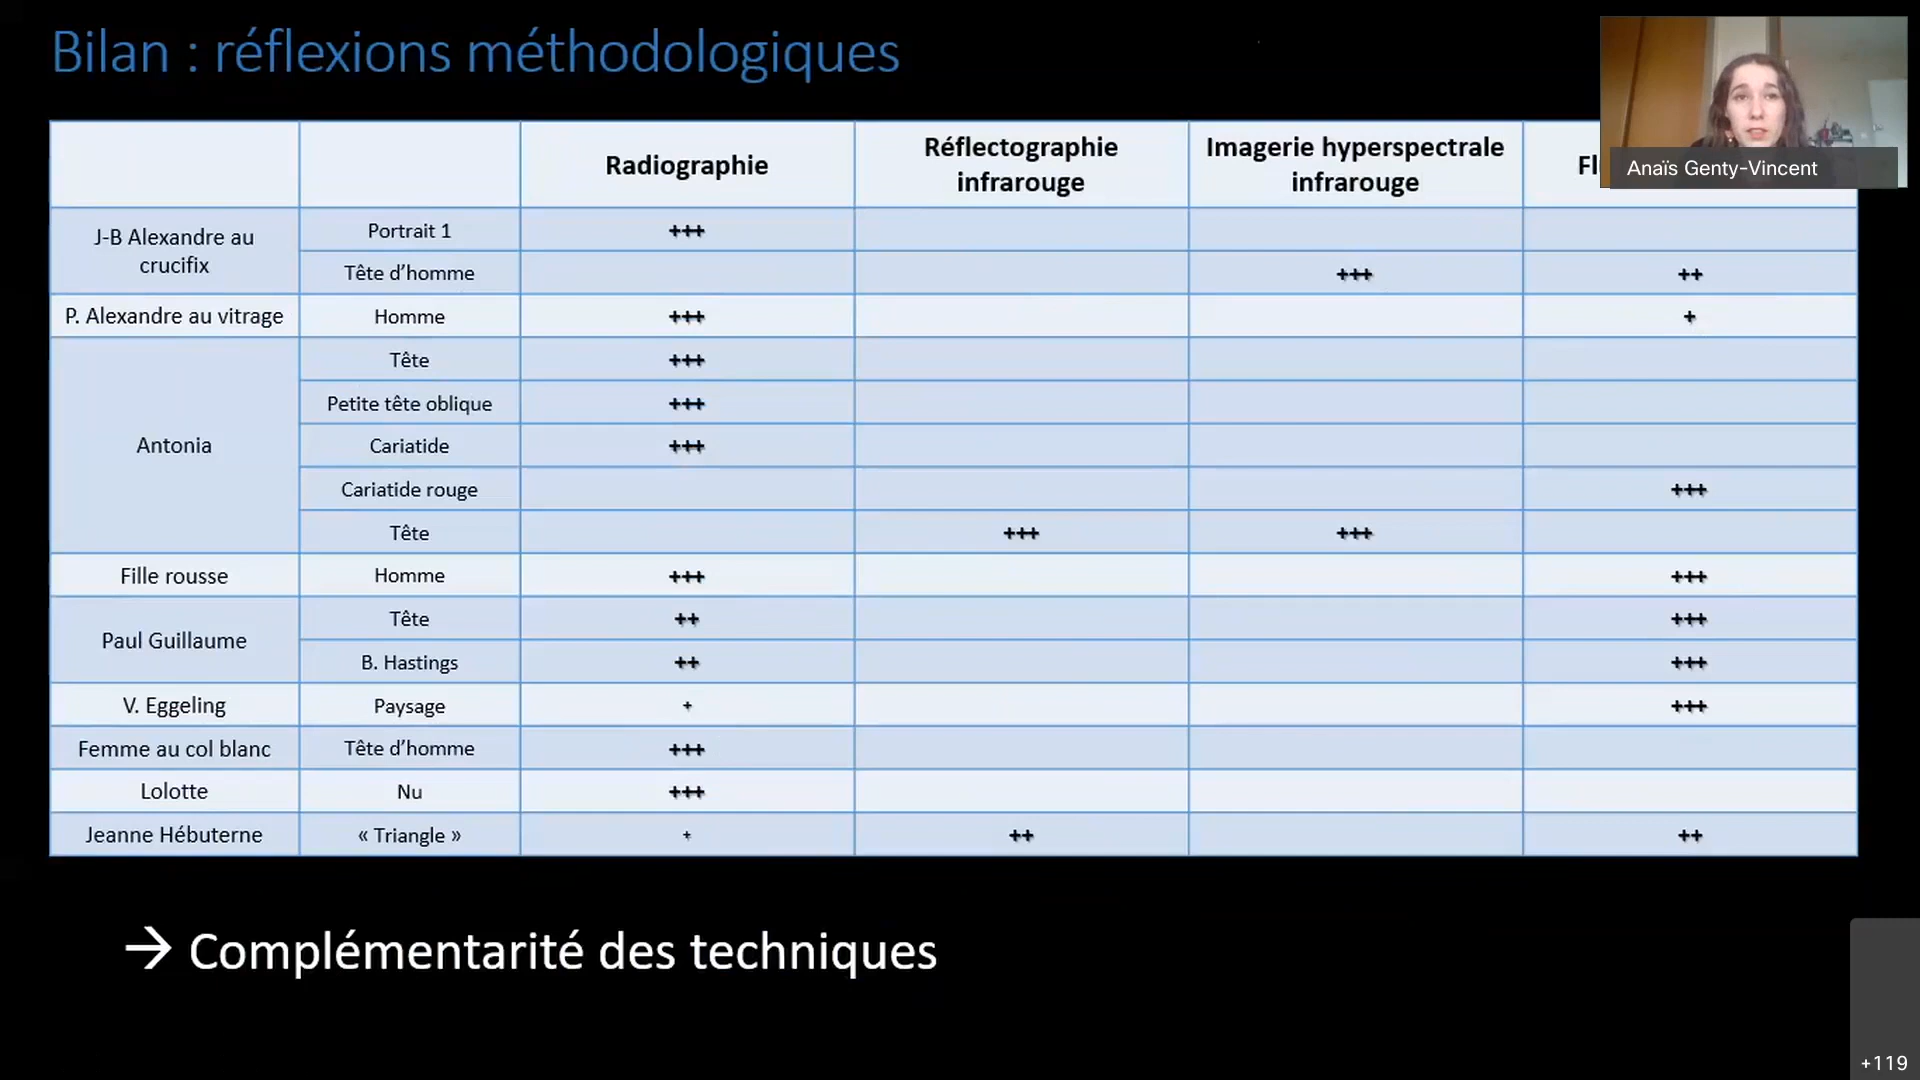 Bilan : réflexions méthodologiques
Anaïs Genty-Vincent
Radiographie
Réflectographie
infrarouge
Imagerie hyperspectrale
infrarouge
J-B Alexandre au
crucifix
Portrait 1
+++
Tête d’homme
+++
++
P. Alexandre au vitrage
Homme
+++
+
Antonia
Tête
+++
Petite tête oblique
+++
Cariatide
+++
Cariatide rouge
+++
Tête
+++
+++
Fille rousse
Homme
+++
+++
Paul Guillaume
Tête
++
+++
B. Hastings
++
+++
V. Eggeling
Paysage
+
+++
Femme au col blanc
Tête d’homme
+++
Lolotte
Nu
+++
Jeanne Hébuterne
« Triangle »
+
++
++
→ Complémentarité des techniques
+119